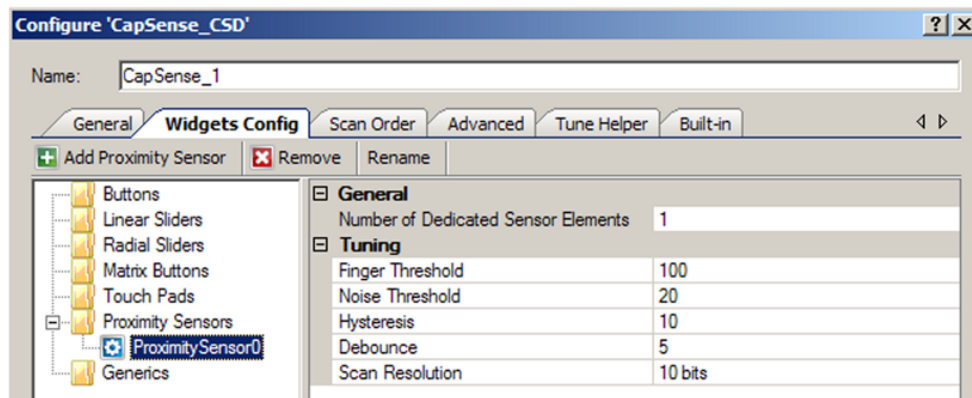 Configure 'CapSense_CSD'
Name: CapSense_1
General Widgets Config Scan Order Advanced Tune Helper Built-in
Add Proximity Sensor Remove Rename
Buttons
Linear Sliders
Radial Sliders
Matrix Buttons
Touch Pads
Proximity Sensors
ProximitySensor0
Generics
General
Number of Dedicated Sensor Elements 1
Tuning
Finger Threshold 100
Noise Threshold 20
Hysteresis 10
Debounce 5
Scan Resolution 10 bits